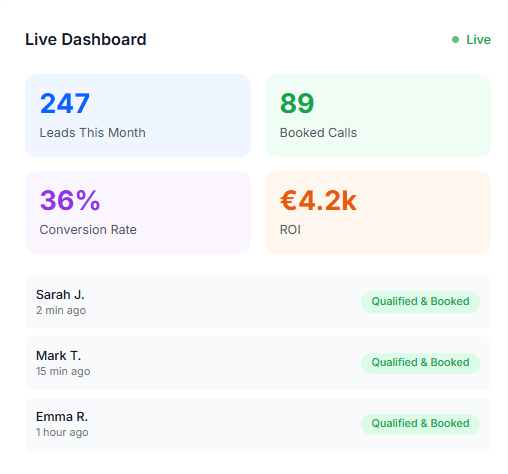 Live Dashboard
Live
247
Leads This Month
89
Booked Calls
36%
Conversion Rate
€4.2k
ROI
Sarah J.
2 min ago
Qualified & Booked
Mark T.
15 min ago
Qualified & Booked
Emma R.
1 hour ago
Qualified & Booked